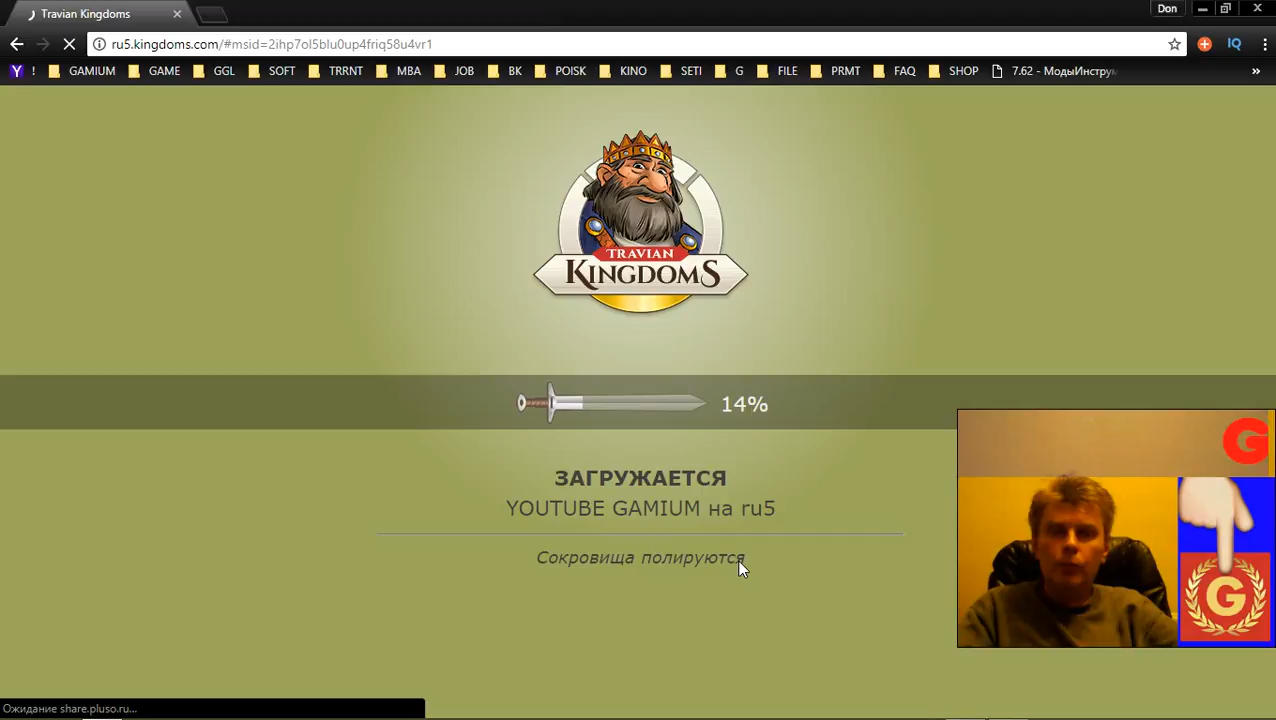 Travian Kingdoms
Don
ru5.kingdoms.com/#msid=2ihp7ol5blu0up4friq58u4vr1
IQ
Y ! GAMIUM GAME GGL SOFT TRRNT MBA JOB BK POISK KINO SETI G FILE PRMT FAQ SHOP 7.62 - МодыИнструм »
TRAVIAN
KINGDOMS
14%
ЗАГРУЖАЕТСЯ
YOUTUBE GAMIUM на ru5
Сокровища полируются
G
G
Ожидание share.pluso.ru...